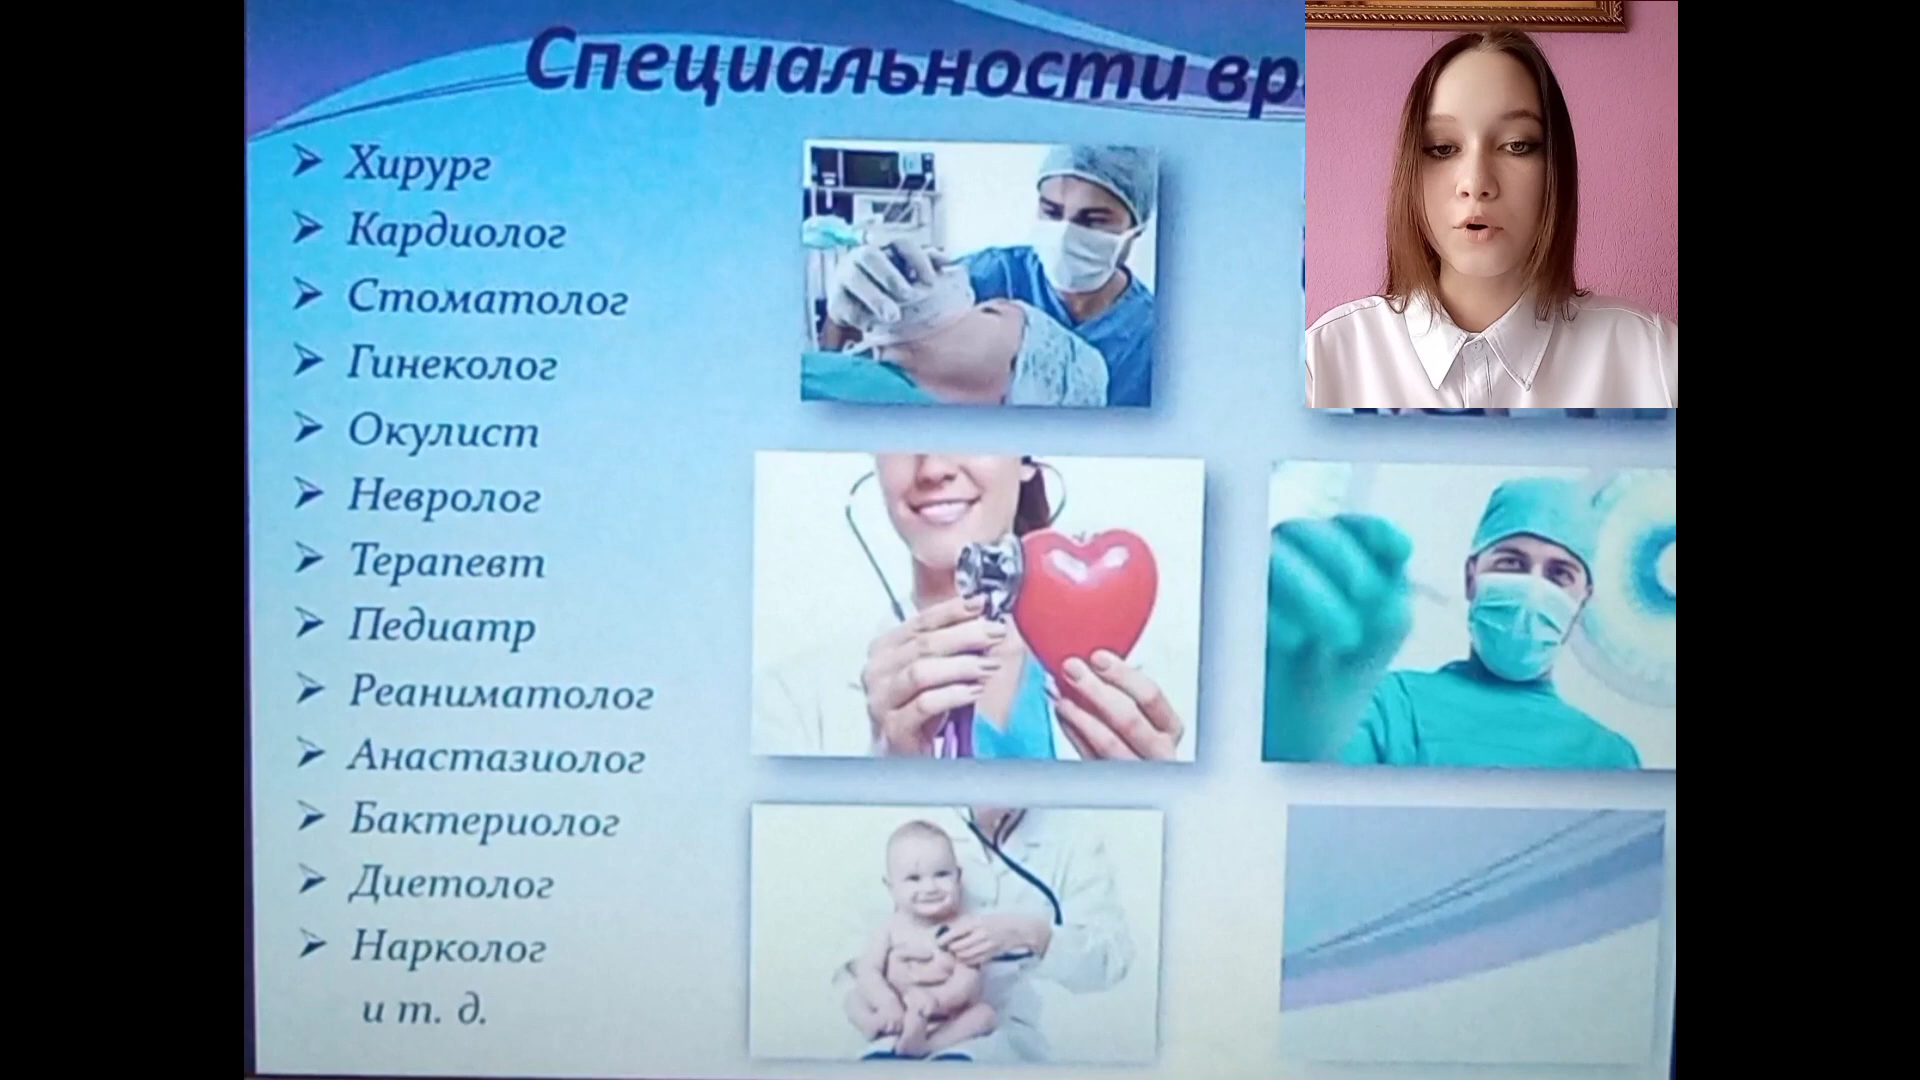 Специальности вр
Хирург
Кардиолог
Стоматолог
Гинеколог
Окулист
Невролог
Терапевт
Педиатр
Реаниматолог
Анастазиолог
Бактериолог
Диетолог
Нарколог
и т. д.